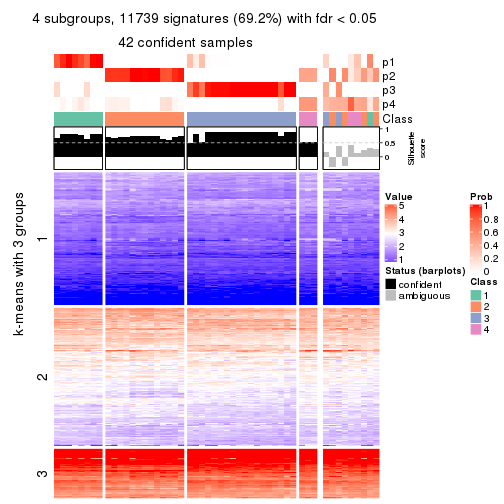 4 subgroups, 11739 signatures (69.2%) with fdr < 0.05
42 confident samples
p1
p2
p3
p4
Class
1
0.5
0
Silhouette
score
k-means with 3 groups
1
2
3
Value
5
4
3
2
1
Status (barplots)
confident
ambiguous
Prob
1
0.8
0.6
0.4
0.2
0
Class
1
2
3
4